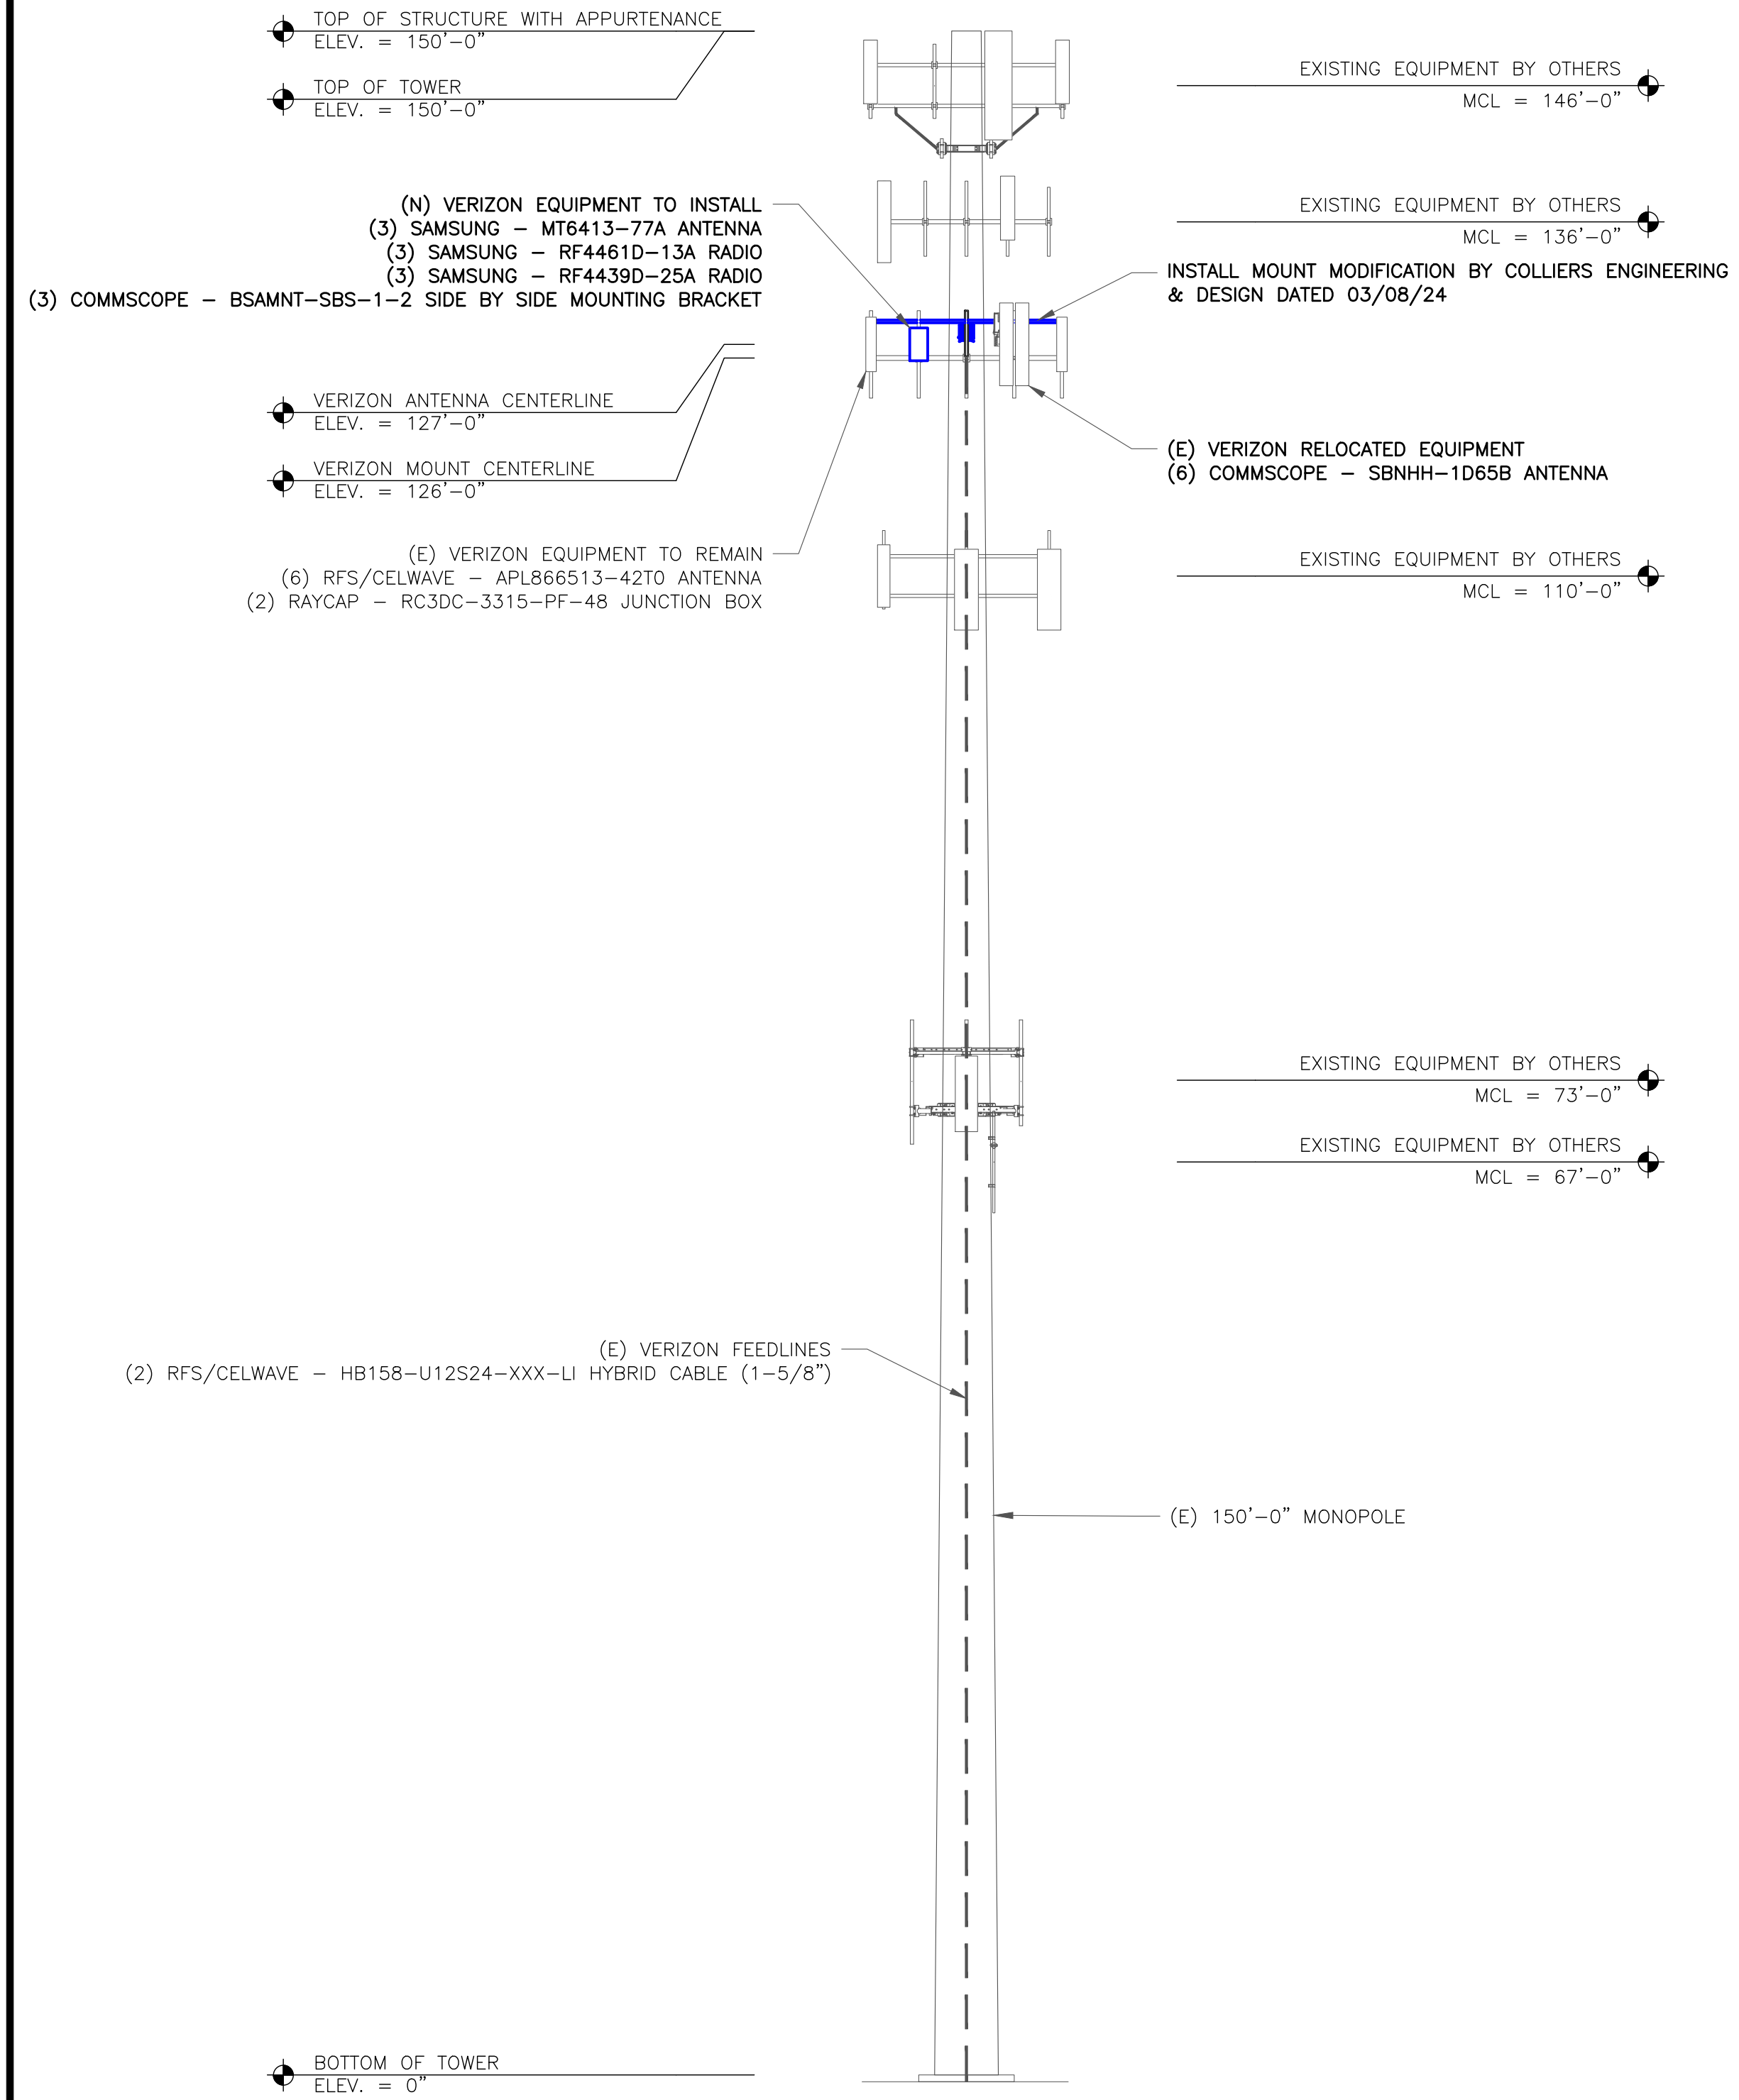 TOP OF STRUCTURE WITH APPURTENANCE
ELEV. = 150'-0"
TOP OF TOWER
ELEV. = 150'-0"
EXISTING EQUIPMENT BY OTHERS
MCL = 146'-0"
(N) VERIZON EQUIPMENT TO INSTALL
(3) SAMSUNG - MT6413-77A ANTENNA
(3) SAMSUNG - RF4461D-13A RADIO
(3) SAMSUNG - RF4439D-25A RADIO
(3) COMMSCOPE - BSAMNT-SBS-1-2 SIDE BY SIDE MOUNTING BRACKET
EXISTING EQUIPMENT BY OTHERS
MCL = 136'-0"
INSTALL MOUNT MODIFICATION BY COLLIERS ENGINEERING
& DESIGN DATED 03/08/24
VERIZON ANTENNA CENTERLINE
ELEV. = 127'-0"
VERIZON MOUNT CENTERLINE
ELEV. = 126'-0"
(E) VERIZON RELOCATED EQUIPMENT
(6) COMMSCOPE - SBNHH-1D65B ANTENNA
(E) VERIZON EQUIPMENT TO REMAIN
(6) RFS/CELWAVE - APL866513-42T0 ANTENNA
(2) RAYCAP - RC3DC-3315-PF-48 JUNCTION BOX
EXISTING EQUIPMENT BY OTHERS
MCL = 110'-0"
EXISTING EQUIPMENT BY OTHERS
MCL = 73'-0"
EXISTING EQUIPMENT BY OTHERS
MCL = 67'-0"
(E) VERIZON FEEDLINES
(2) RFS/CELWAVE - HB158-U12S24-XXX-LI HYBRID CABLE (1-5/8")
(E) 150'-0" MONOPOLE
BOTTOM OF TOWER
ELEV. = 0"